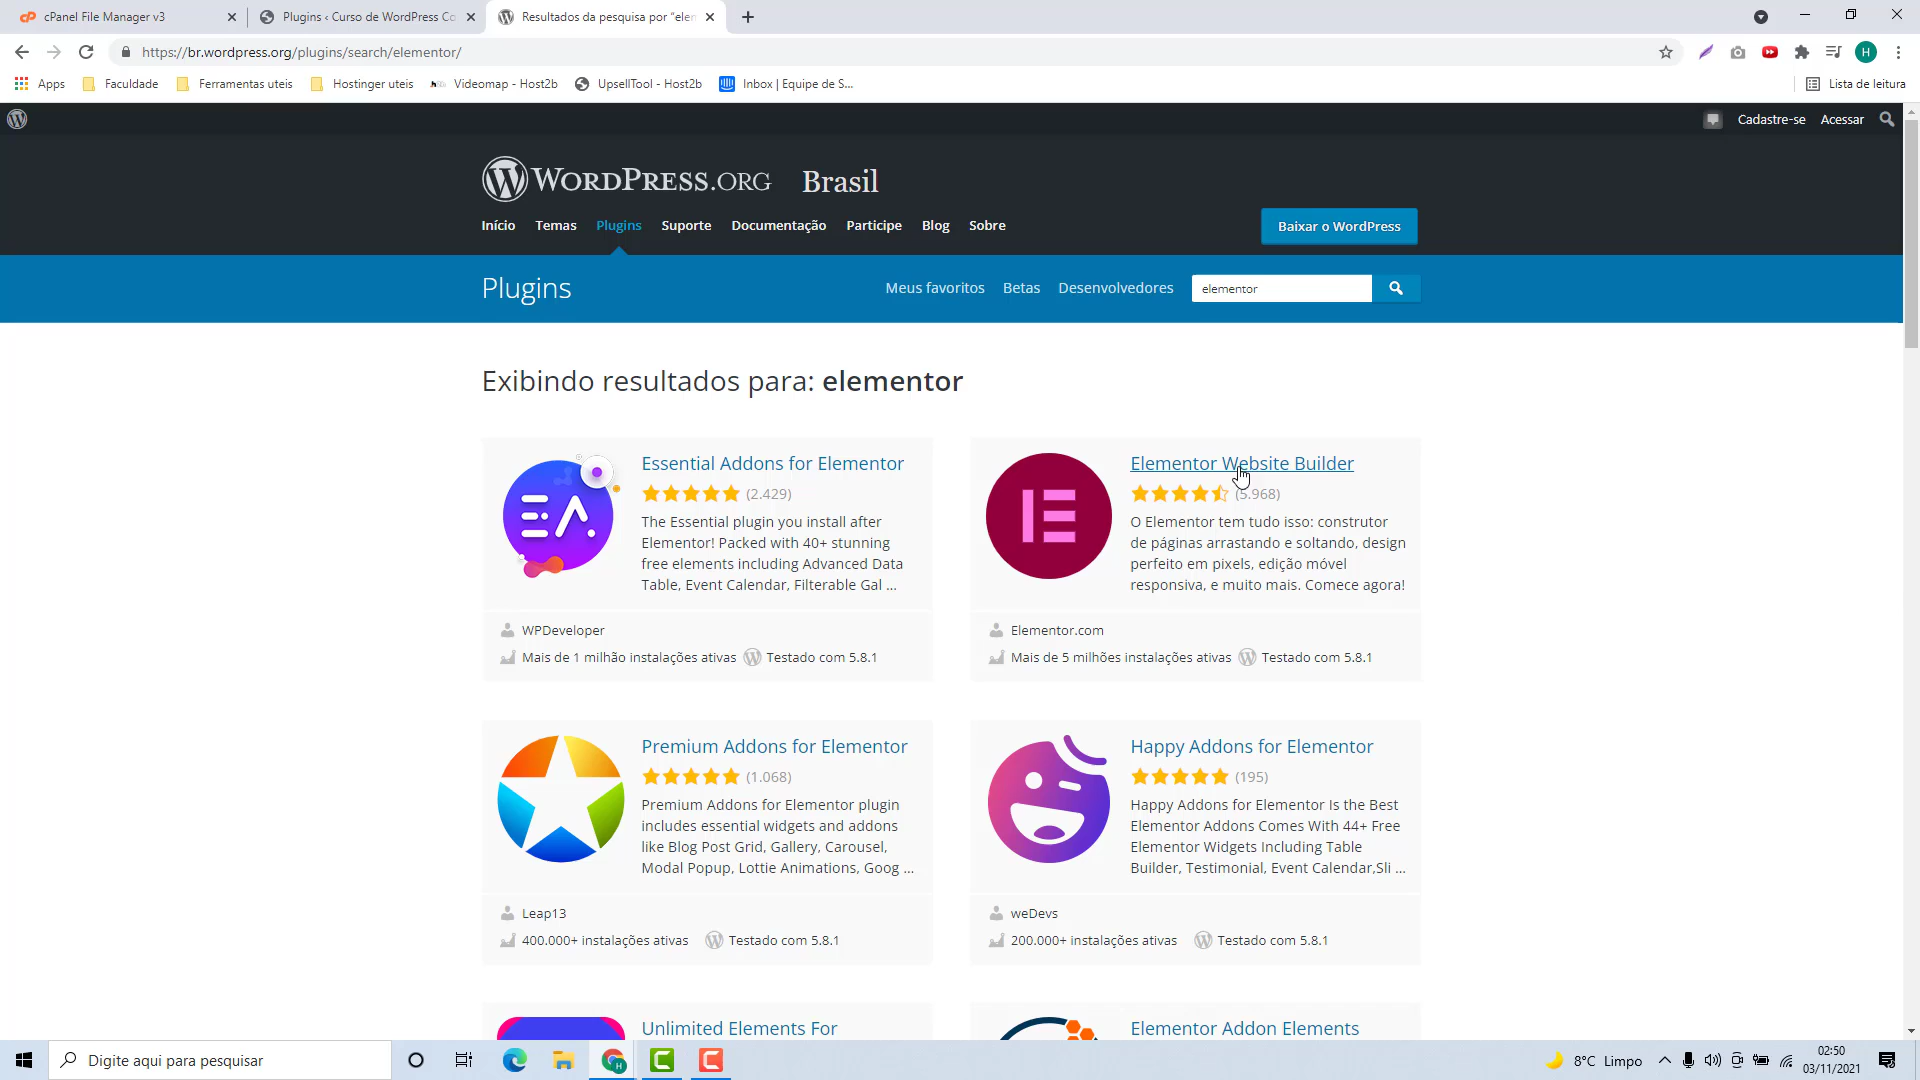 cPanel File Manager v3
Plugins ‹ Curso de WordPress Co
Resultados da pesquisa por "elen
https://br.wordpress.org/plugins/search/elementor/
H
Apps
Faculdade
Ferramentas uteis
Hostinger uteis
Videomap - Host2b
UpsellTool - Host2b
Inbox | Equipe de S...
Lista de leitura
Cadastre-se
Acessar
WORDPRESS.ORG
Brasil
Início
Temas
Plugins
Suporte
Documentação
Participe
Blog
Sobre
Baixar o WordPress
Plugins
Meus favoritos
Betas
Desenvolvedores
elementor
Exibindo resultados para: elementor
Essential Addons for Elementor
(2.429)
The Essential plugin you install after
Elementor! Packed with 40+ stunning
free elements including Advanced Data
Table, Event Calendar, Filterable Gal ...
WPDeveloper
Mais de 1 milhão instalações ativas
Testado com 5.8.1
Elementor Website Builder
(5.968)
O Elementor tem tudo isso: construtor
de páginas arrastando e soltando, design
perfeito em pixels, edição móvel
responsiva, e muito mais. Comece agora!
Elementor.com
Mais de 5 milhões instalações ativas
Testado com 5.8.1
Premium Addons for Elementor
(1.068)
Premium Addons for Elementor plugin
includes essential widgets and addons
like Blog Post Grid, Gallery, Carousel,
Modal Popup, Lottie Animations, Goog ...
Leap13
400.000+ instalações ativas
Testado com 5.8.1
Happy Addons for Elementor
(195)
Happy Addons for Elementor Is the Best
Elementor Addons Comes With 44+ Free
Elementor Widgets Including Table
Builder, Testimonial, Event Calendar,Sli ...
weDevs
200.000+ instalações ativas
Testado com 5.8.1
Unlimited Elements For
Elementor Addon Elements
Digite aqui para pesquisar
8°C Limpo
02:50
03/11/2021